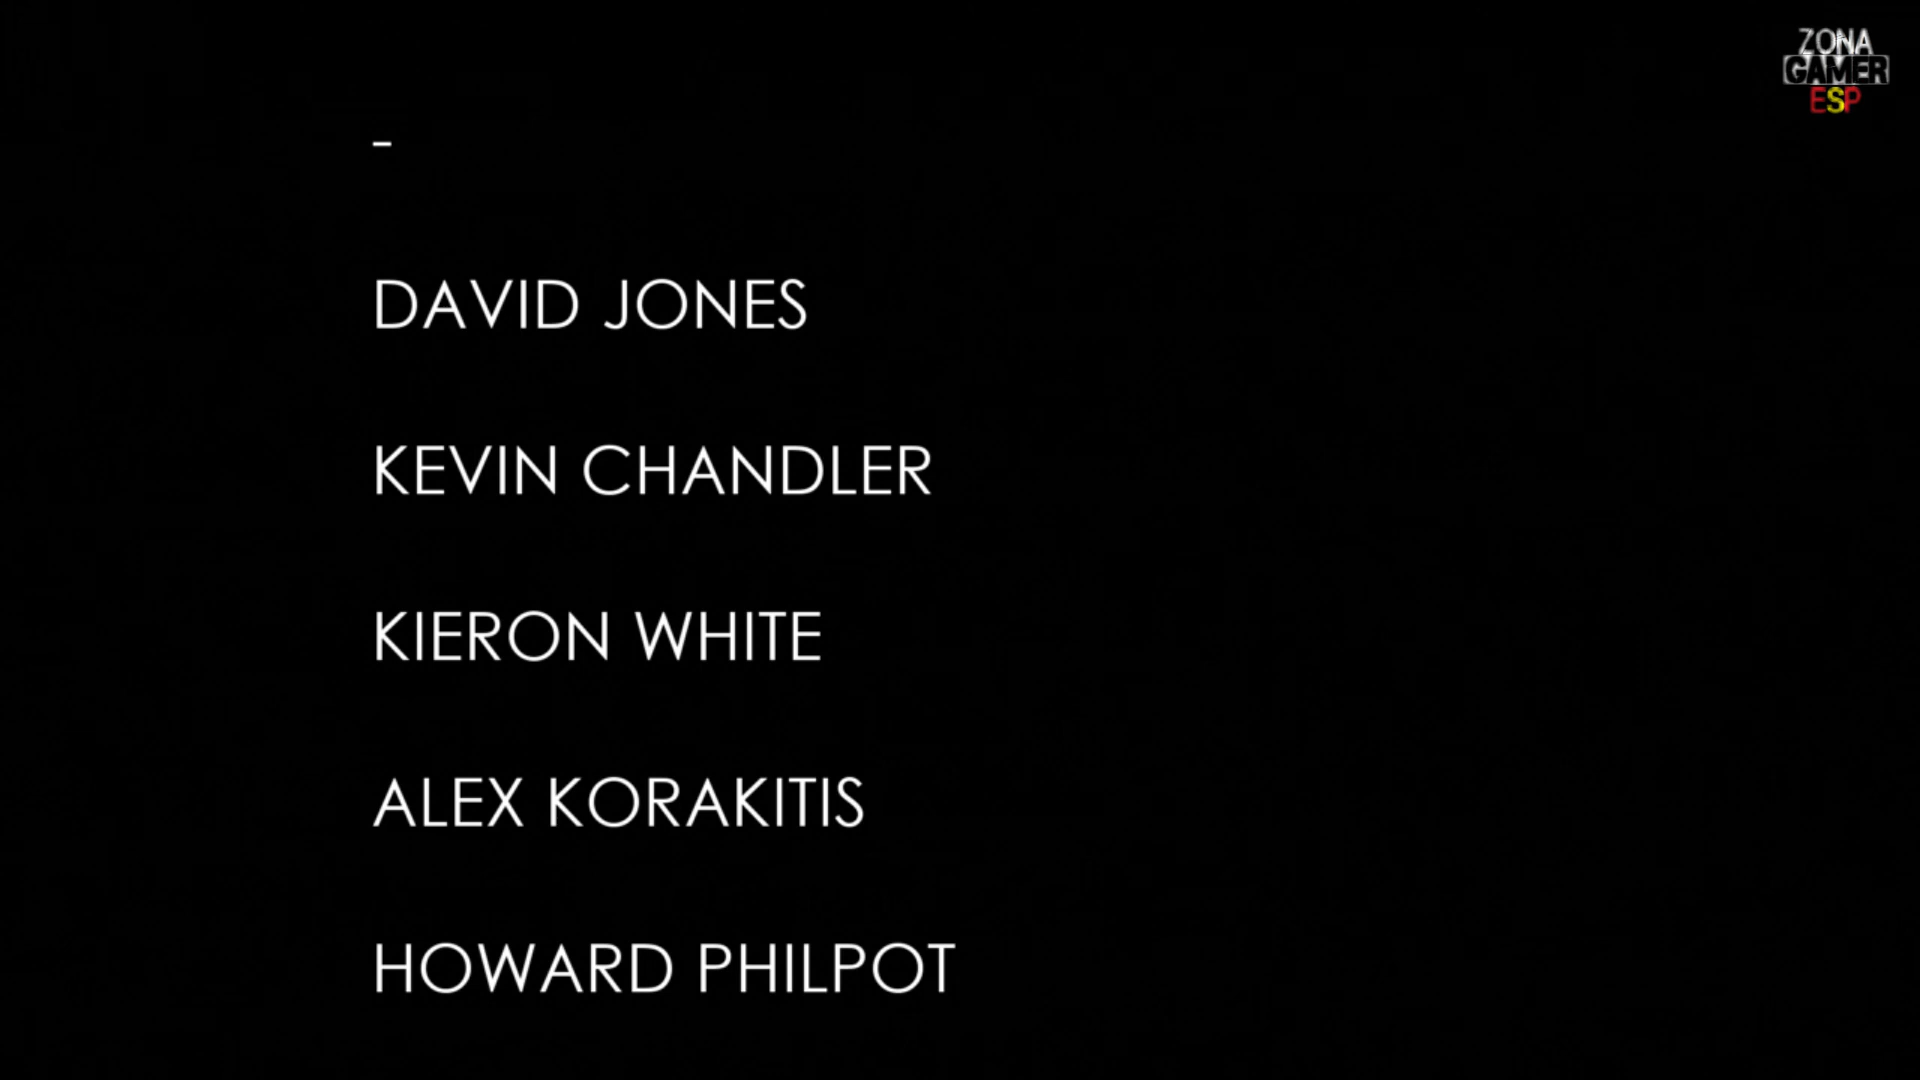 ZONA
GAMER
ESP
-
DAVID JONES
KEVIN CHANDLER
KIERON WHITE
ALEX KORAKITIS
HOWARD PHILPOT